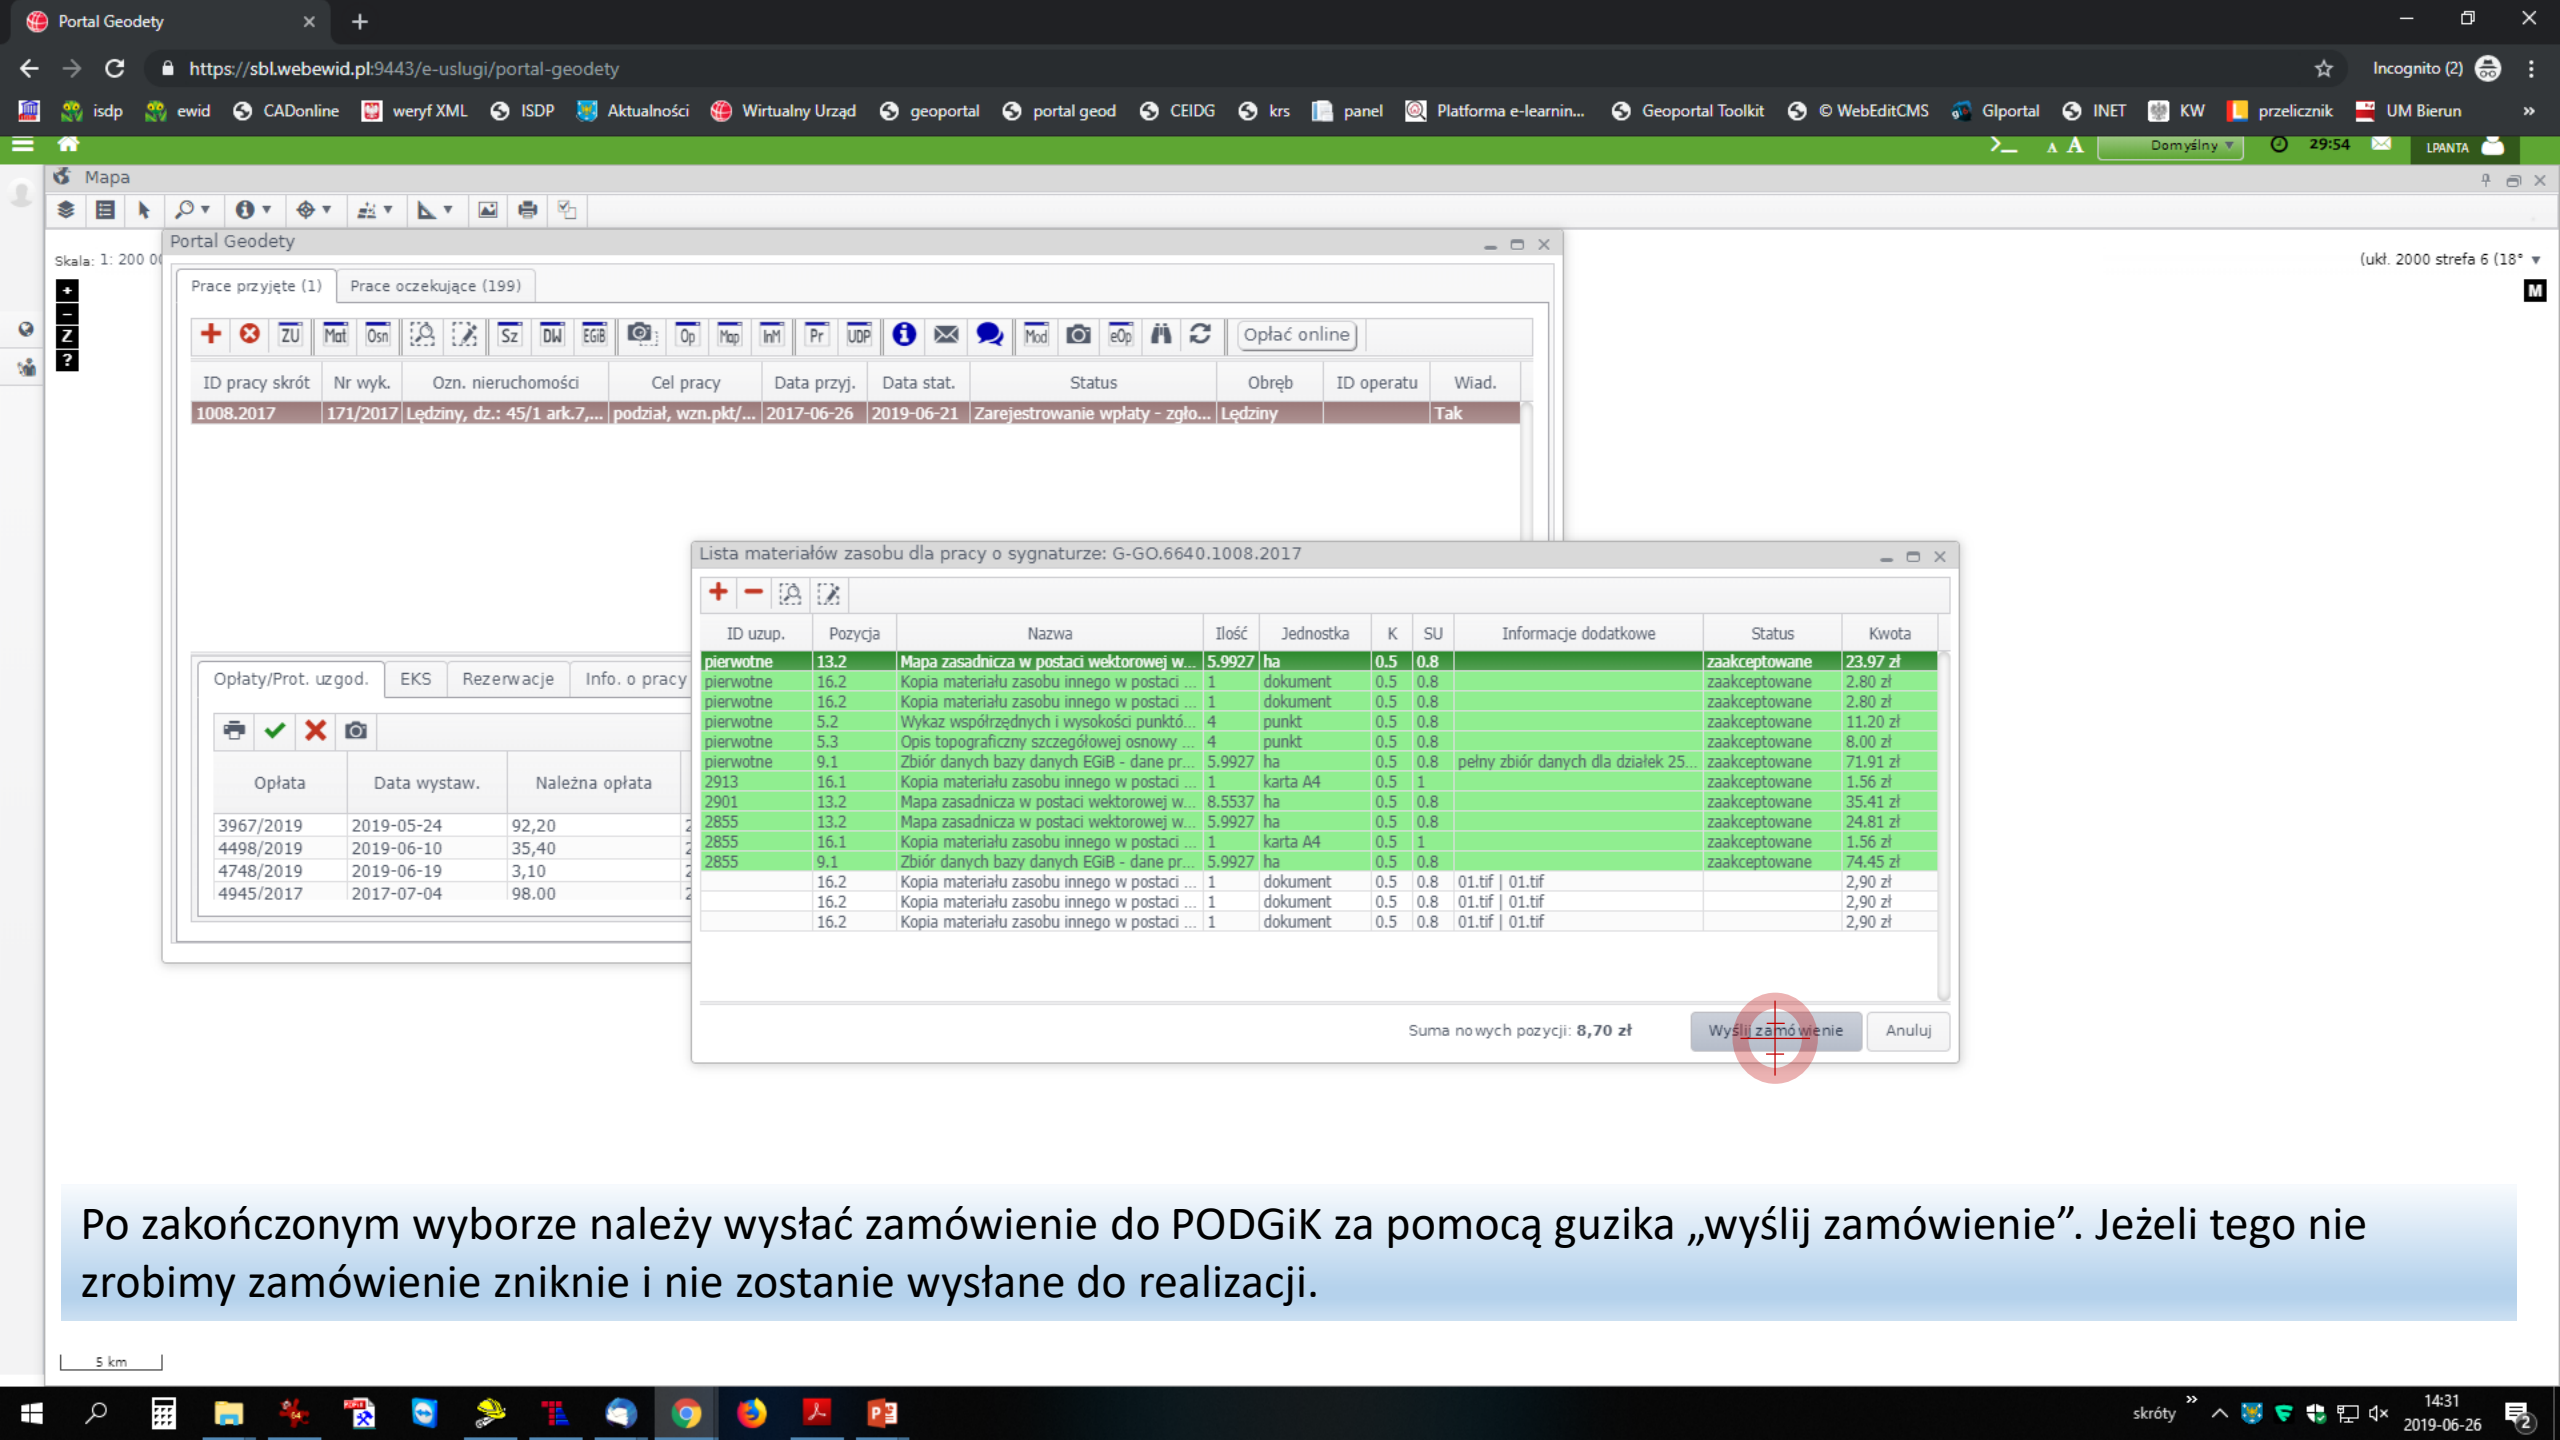 Portal Geodety
https://sbl.webewid.pl:9443/e-uslugi/portal-geodety
Incognito (2)
isdp ewid CADonline weryf XML ISDP Aktualności Wirtualny Urząd geoportal portal geod CEIDG krs panel Platforma e-learnin... Geoportal Toolkit © WebEditCMS GIportal INET KW przelicznik UM Bierun »
A A Domyślny 29:54 LPANTA
Mapa
Skala: 1: 200 00
(ukł. 2000 strefa 6 (18°
M
+
−
Z
?
Portal Geodety
Prace przyjęte (1) Prace oczekujące (199)
ZU Mat Osn Sz DW EGiB Op Map InM Pr UDP Mod eOp Opłać online
ID pracy skrót Nr wyk. Ozn. nieruchomości Cel pracy Data przyj. Data stat. Status Obręb ID operatu Wiad.
1008.2017 171/2017 Lędziny, dz.: 45/1 ark.7,... podział, wzn.pkt/... 2017-06-26 2019-06-21 Zarejestrowanie wpłaty - zgło... Lędziny Tak
Opłaty/Prot. uzgod. EKS Rezerwacje Info. o pracy
Opłata Data wystaw. Należna opłata
3967/2019 2019-05-24 92,20
4498/2019 2019-06-10 35,40
4748/2019 2019-06-19 3,10
4945/2017 2017-07-04 98,00
Lista materiałów zasobu dla pracy o sygnaturze: G-GO.6640.1008.2017
ID uzup. Pozycja Nazwa Ilość Jednostka K SU Informacje dodatkowe Status Kwota
pierwotne 13.2 Mapa zasadnicza w postaci wektorowej w... 5.9927 ha 0.5 0.8 zaakceptowane 23.97 zł
pierwotne 16.2 Kopia materiału zasobu innego w postaci ... 1 dokument 0.5 0.8 zaakceptowane 2.80 zł
pierwotne 16.2 Kopia materiału zasobu innego w postaci ... 1 dokument 0.5 0.8 zaakceptowane 2.80 zł
pierwotne 5.2 Wykaz współrzędnych i wysokości punktó... 4 punkt 0.5 0.8 zaakceptowane 11.20 zł
pierwotne 5.3 Opis topograficzny szczegółowej osnowy ... 4 punkt 0.5 0.8 zaakceptowane 8.00 zł
pierwotne 9.1 Zbiór danych bazy danych EGiB - dane pr... 5.9927 ha 0.5 0.8 pełny zbiór danych dla działek 25... zaakceptowane 71.91 zł
2913 16.1 Kopia materiału zasobu innego w postaci ... 1 karta A4 0.5 1 zaakceptowane 1.56 zł
2901 13.2 Mapa zasadnicza w postaci wektorowej w... 8.5537 ha 0.5 0.8 zaakceptowane 35.41 zł
2855 13.2 Mapa zasadnicza w postaci wektorowej w... 5.9927 ha 0.5 0.8 zaakceptowane 24.81 zł
2855 16.1 Kopia materiału zasobu innego w postaci ... 1 karta A4 0.5 1 zaakceptowane 1.56 zł
2855 9.1 Zbiór danych bazy danych EGiB - dane pr... 5.9927 ha 0.5 0.8 zaakceptowane 74.45 zł
16.2 Kopia materiału zasobu innego w postaci ... 1 dokument 0.5 0.8 01.tif | 01.tif 2,90 zł
16.2 Kopia materiału zasobu innego w postaci ... 1 dokument 0.5 0.8 01.tif | 01.tif 2,90 zł
16.2 Kopia materiału zasobu innego w postaci ... 1 dokument 0.5 0.8 01.tif | 01.tif 2,90 zł
Suma nowych pozycji: 8,70 zł Wyślij zamówienie Anuluj
Po zakończonym wyborze należy wysłać zamówienie do PODGiK za pomocą guzika „wyślij zamówienie”. Jeżeli tego nie
zrobimy zamówienie zniknie i nie zostanie wysłane do realizacji.
5 km
skróty » 14:31
2019-06-26
2